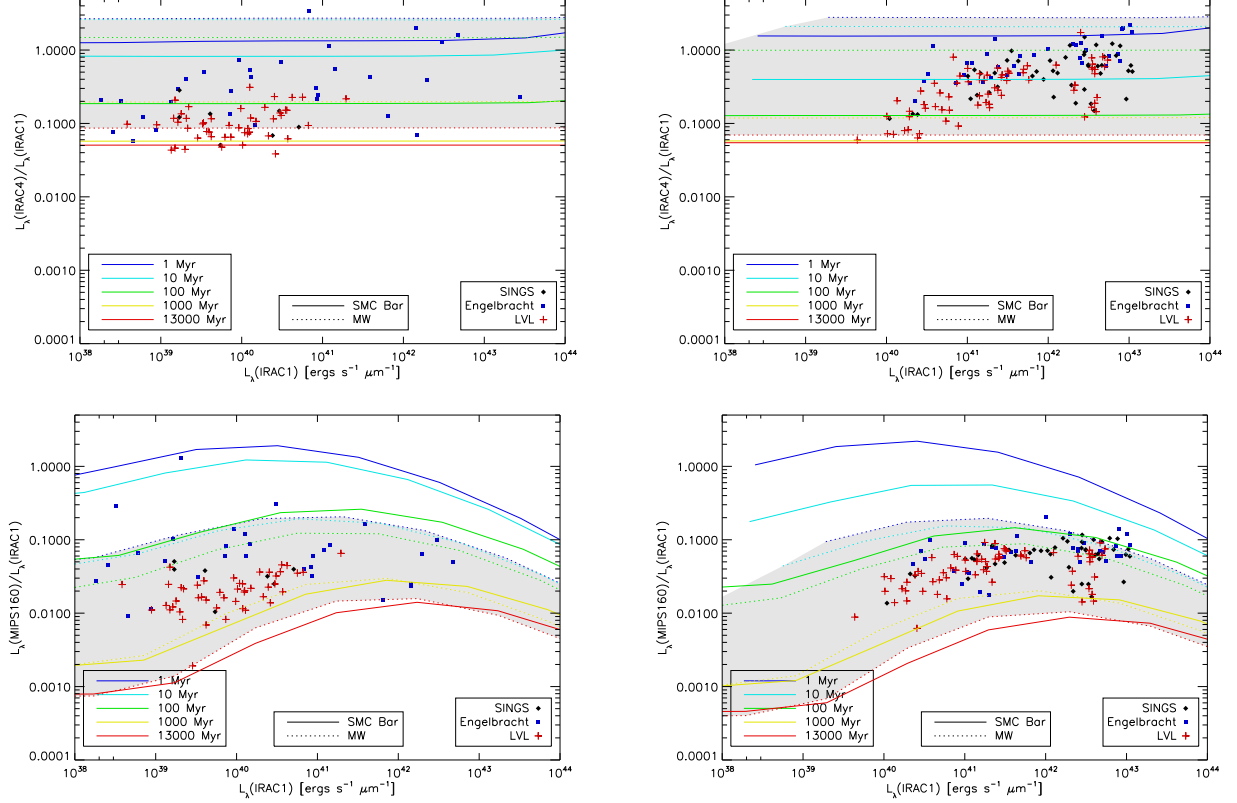 1.0000
0.1000
0.0100
0.0010
0.0001
L_λ(IRAC4)/L_λ(IRAC1)
1 Myr
10 Myr
100 Myr
1000 Myr
13000 Myr
SMC Bar
MW
SINGS
Engelbracht
LVL
10^38 10^39 10^40 10^41 10^42 10^43 10^44
L_λ(IRAC1) [ergs s^-1 μm^-1]
1.0000
0.1000
0.0100
0.0010
0.0001
L_λ(IRAC4)/L_λ(IRAC1)
1 Myr
10 Myr
100 Myr
1000 Myr
13000 Myr
SMC Bar
MW
SINGS
Engelbracht
LVL
10^38 10^39 10^40 10^41 10^42 10^43 10^44
L_λ(IRAC1) [ergs s^-1 μm^-1]
1.0000
0.1000
0.0100
0.0010
0.0001
L_λ(MIPS160)/L_λ(IRAC1)
1 Myr
10 Myr
100 Myr
1000 Myr
13000 Myr
SMC Bar
MW
SINGS
Engelbracht
LVL
10^38 10^39 10^40 10^41 10^42 10^43 10^44
L_λ(IRAC1) [ergs s^-1 μm^-1]
1.0000
0.1000
0.0100
0.0010
0.0001
L_λ(MIPS160)/L_λ(IRAC1)
1 Myr
10 Myr
100 Myr
1000 Myr
13000 Myr
SMC Bar
MW
SINGS
Engelbracht
LVL
10^38 10^39 10^40 10^41 10^42 10^43 10^44
L_λ(IRAC1) [ergs s^-1 μm^-1]